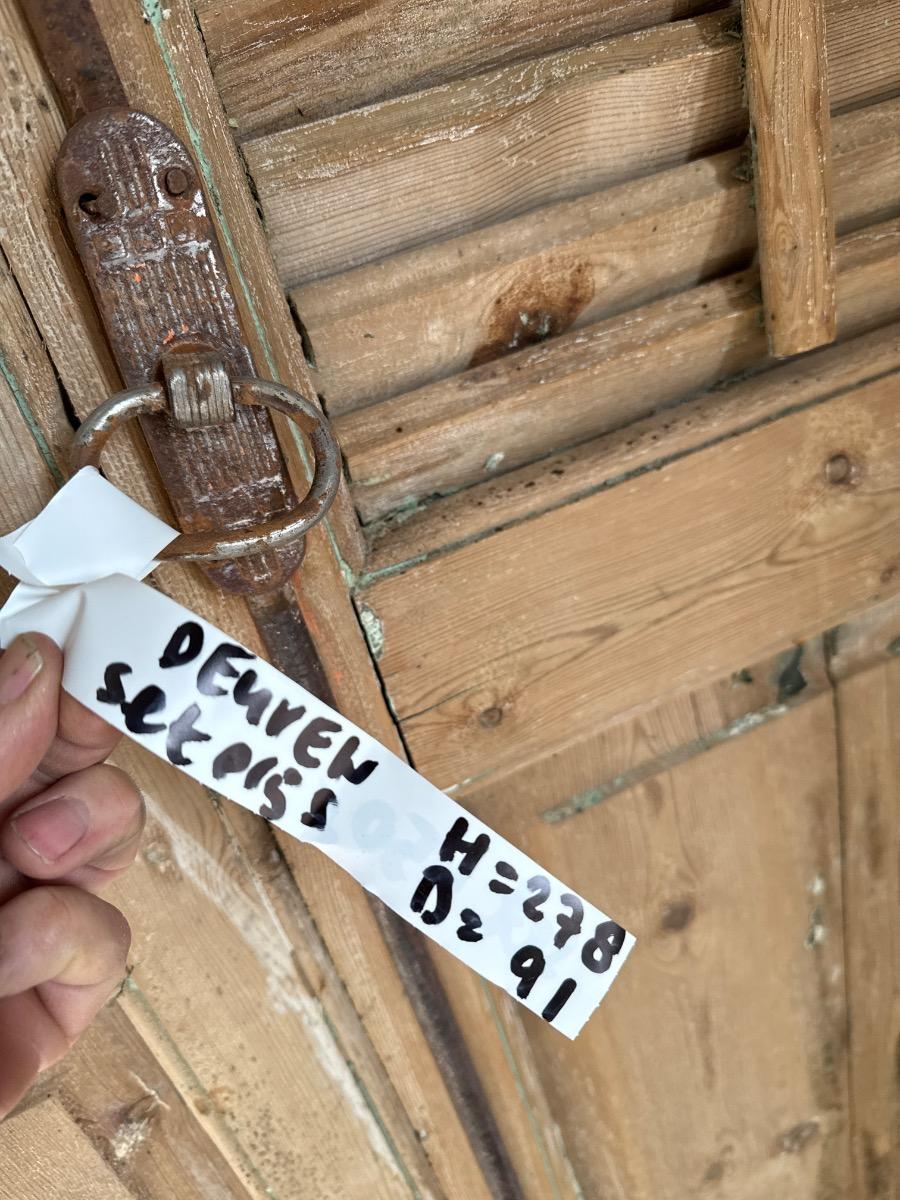 DEUREN
Set 0155
H=278
D= 91